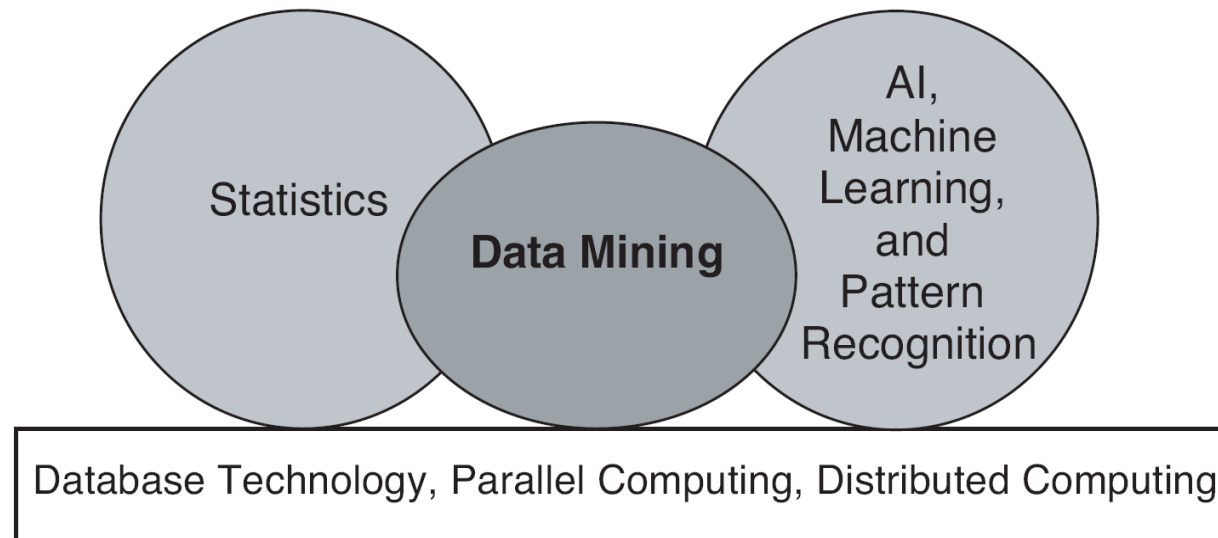 Statistics
Data Mining
AI,
Machine
Learning,
and
Pattern
Recognition
Database Technology, Parallel Computing, Distributed Computing